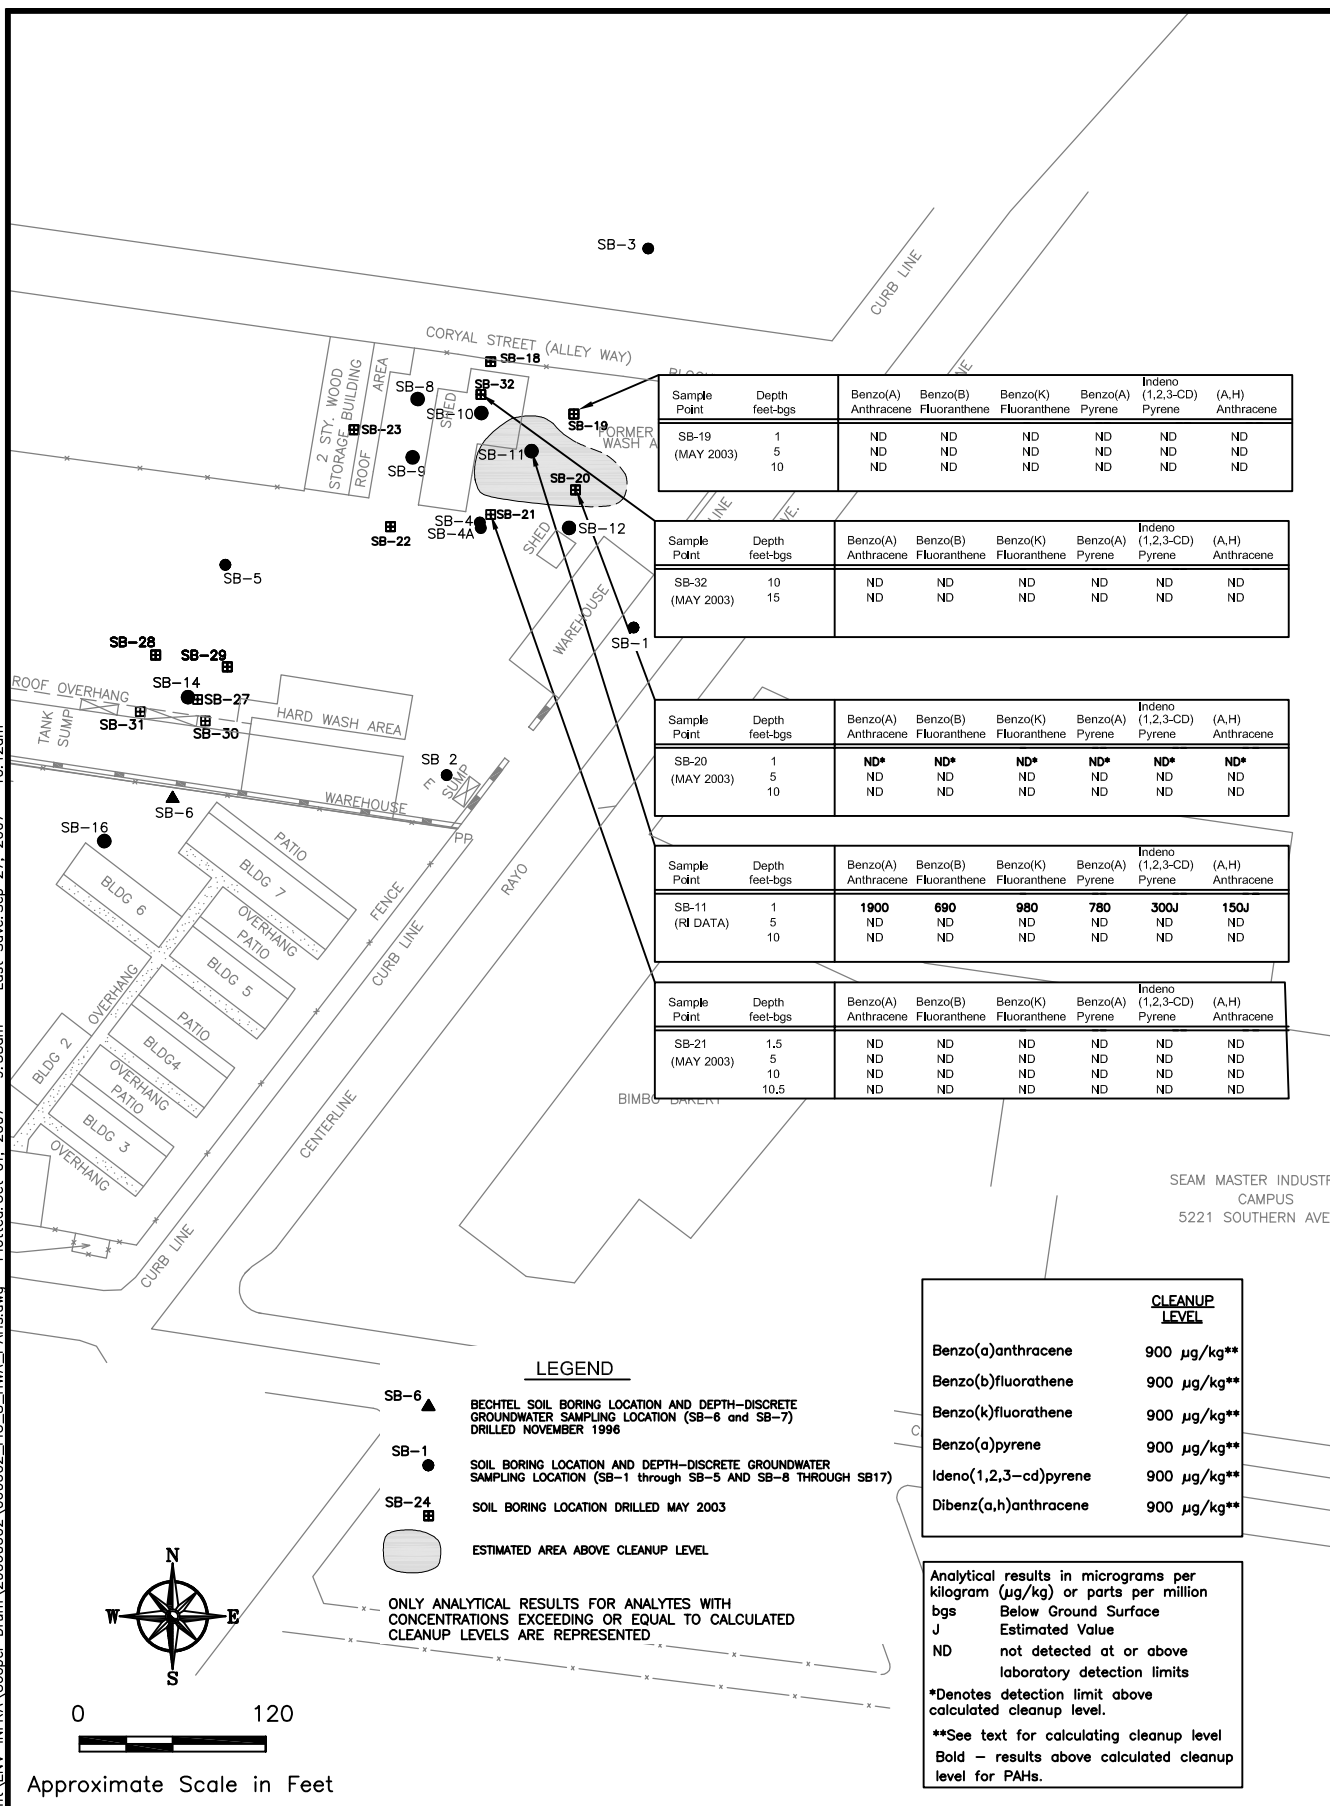 SB-3
CURB LINE
CORYAL STREET (ALLEY WAY)
SB-18
SB-32
SB-8
SB-10
SHED
2 STY. WOOD
STORAGE BUILDING
ROOF AREA
SB-23
SB-9
SB-11
SB-19
FORMER
WASH A
SB-20
SB-21
SB-4
SB-4A
SB-12
SHED
SB-22
LINE
VE.
SB-5
WAREHOUSE
SB-1
SB-28
SB-29
SB-14
SB-27
ROOF OVERHANG
SB-31
SB-30
TANK
SUMP
HARD WASH AREA
SB 2
SUMP
WAREHOUSE
SB-6
SB-16
PP
PATIO
BLDG 7
BLDG 6
OVERHANG
PATIO
BLDG 5
FENCE
CURB LINE
RAYO
OVERHANG
PATIO
BLDG4
BLDG 2
OVERHANG
PATIO
BLDG 3
OVERHANG
CENTERLINE
CURB LINE
BIMBO BAKERY
SEAM MASTER INDUSTR
CAMPUS
5221 SOUTHERN AVE
Sample Point Depth feet-bgs Benzo(A) Anthracene Benzo(B) Fluoranthene Benzo(K) Fluoranthene Benzo(A) Pyrene Indeno (1,2,3-CD) Pyrene (A,H) Anthracene
SB-19 1 ND ND ND ND ND ND
(MAY 2003) 5 ND ND ND ND ND ND
10 ND ND ND ND ND ND
Sample Point Depth feet-bgs Benzo(A) Anthracene Benzo(B) Fluoranthene Benzo(K) Fluoranthene Benzo(A) Pyrene Indeno (1,2,3-CD) Pyrene (A,H) Anthracene
SB-32 10 ND ND ND ND ND ND
(MAY 2003) 15 ND ND ND ND ND ND
Sample Point Depth feet-bgs Benzo(A) Anthracene Benzo(B) Fluoranthene Benzo(K) Fluoranthene Benzo(A) Pyrene Indeno (1,2,3-CD) Pyrene (A,H) Anthracene
SB-20 1 ND* ND* ND* ND* ND* ND*
(MAY 2003) 5 ND ND ND ND ND ND
10 ND ND ND ND ND ND
Sample Point Depth feet-bgs Benzo(A) Anthracene Benzo(B) Fluoranthene Benzo(K) Fluoranthene Benzo(A) Pyrene Indeno (1,2,3-CD) Pyrene (A,H) Anthracene
SB-11 1 1900 690 980 780 300J 150J
(RI DATA) 5 ND ND ND ND ND ND
10 ND ND ND ND ND ND
Sample Point Depth feet-bgs Benzo(A) Anthracene Benzo(B) Fluoranthene Benzo(K) Fluoranthene Benzo(A) Pyrene Indeno (1,2,3-CD) Pyrene (A,H) Anthracene
SB-21 1.5 ND ND ND ND ND ND
(MAY 2003) 5 ND ND ND ND ND ND
10 ND ND ND ND ND ND
10.5 ND ND ND ND ND ND
CLEANUP
LEVEL
Benzo(a)anthracene 900 µg/kg**
Benzo(b)fluorathene 900 µg/kg**
Benzo(k)fluorathene 900 µg/kg**
Benzo(a)pyrene 900 µg/kg**
Ideno(1,2,3-cd)pyrene 900 µg/kg**
Dibenz(a,h)anthracene 900 µg/kg**
LEGEND
SB-6 BECHTEL SOIL BORING LOCATION AND DEPTH-DISCRETE
GROUNDWATER SAMPLING LOCATION (SB-6 and SB-7)
DRILLED NOVEMBER 1996
SB-1 SOIL BORING LOCATION AND DEPTH-DISCRETE GROUNDWATER
SAMPLING LOCATION (SB-1 through SB-5 AND SB-8 THROUGH SB17)
SB-24 SOIL BORING LOCATION DRILLED MAY 2003
ESTIMATED AREA ABOVE CLEANUP LEVEL
ONLY ANALYTICAL RESULTS FOR ANALYTES WITH
CONCENTRATIONS EXCEEDING OR EQUAL TO CALCULATED
CLEANUP LEVELS ARE REPRESENTED
Analytical results in micrograms per
kilogram (µg/kg) or parts per million
bgs Below Ground Surface
J Estimated Value
ND not detected at or above
laboratory detection limits
*Denotes detection limit above
calculated cleanup level.
**See text for calculating cleanup level
Bold – results above calculated cleanup
level for PAHs.
N
W E
S
0 120
Approximate Scale in Feet